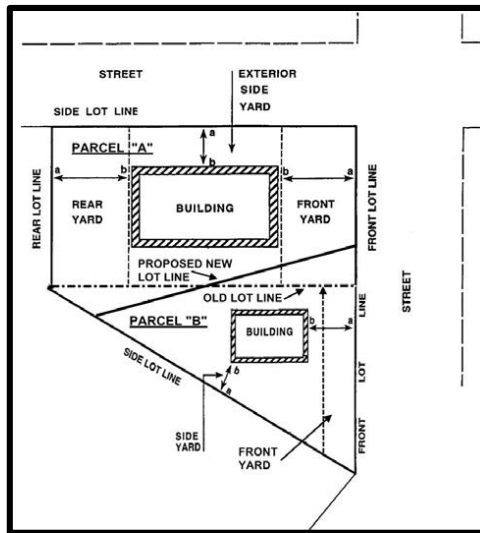 STREET
EXTERIOR
SIDE
YARD
SIDE LOT LINE
PARCEL "A"
a
b
a
b
b
a
REAR LOT LINE
REAR
YARD
BUILDING
FRONT
YARD
FRONT LOT LINE
STREET
PROPOSED NEW
LOT LINE
OLD LOT LINE
PARCEL "B"
BUILDING
b
a
FRONT LOT LINE
SIDE LOT LINE
b
a
SIDE
YARD
FRONT
YARD